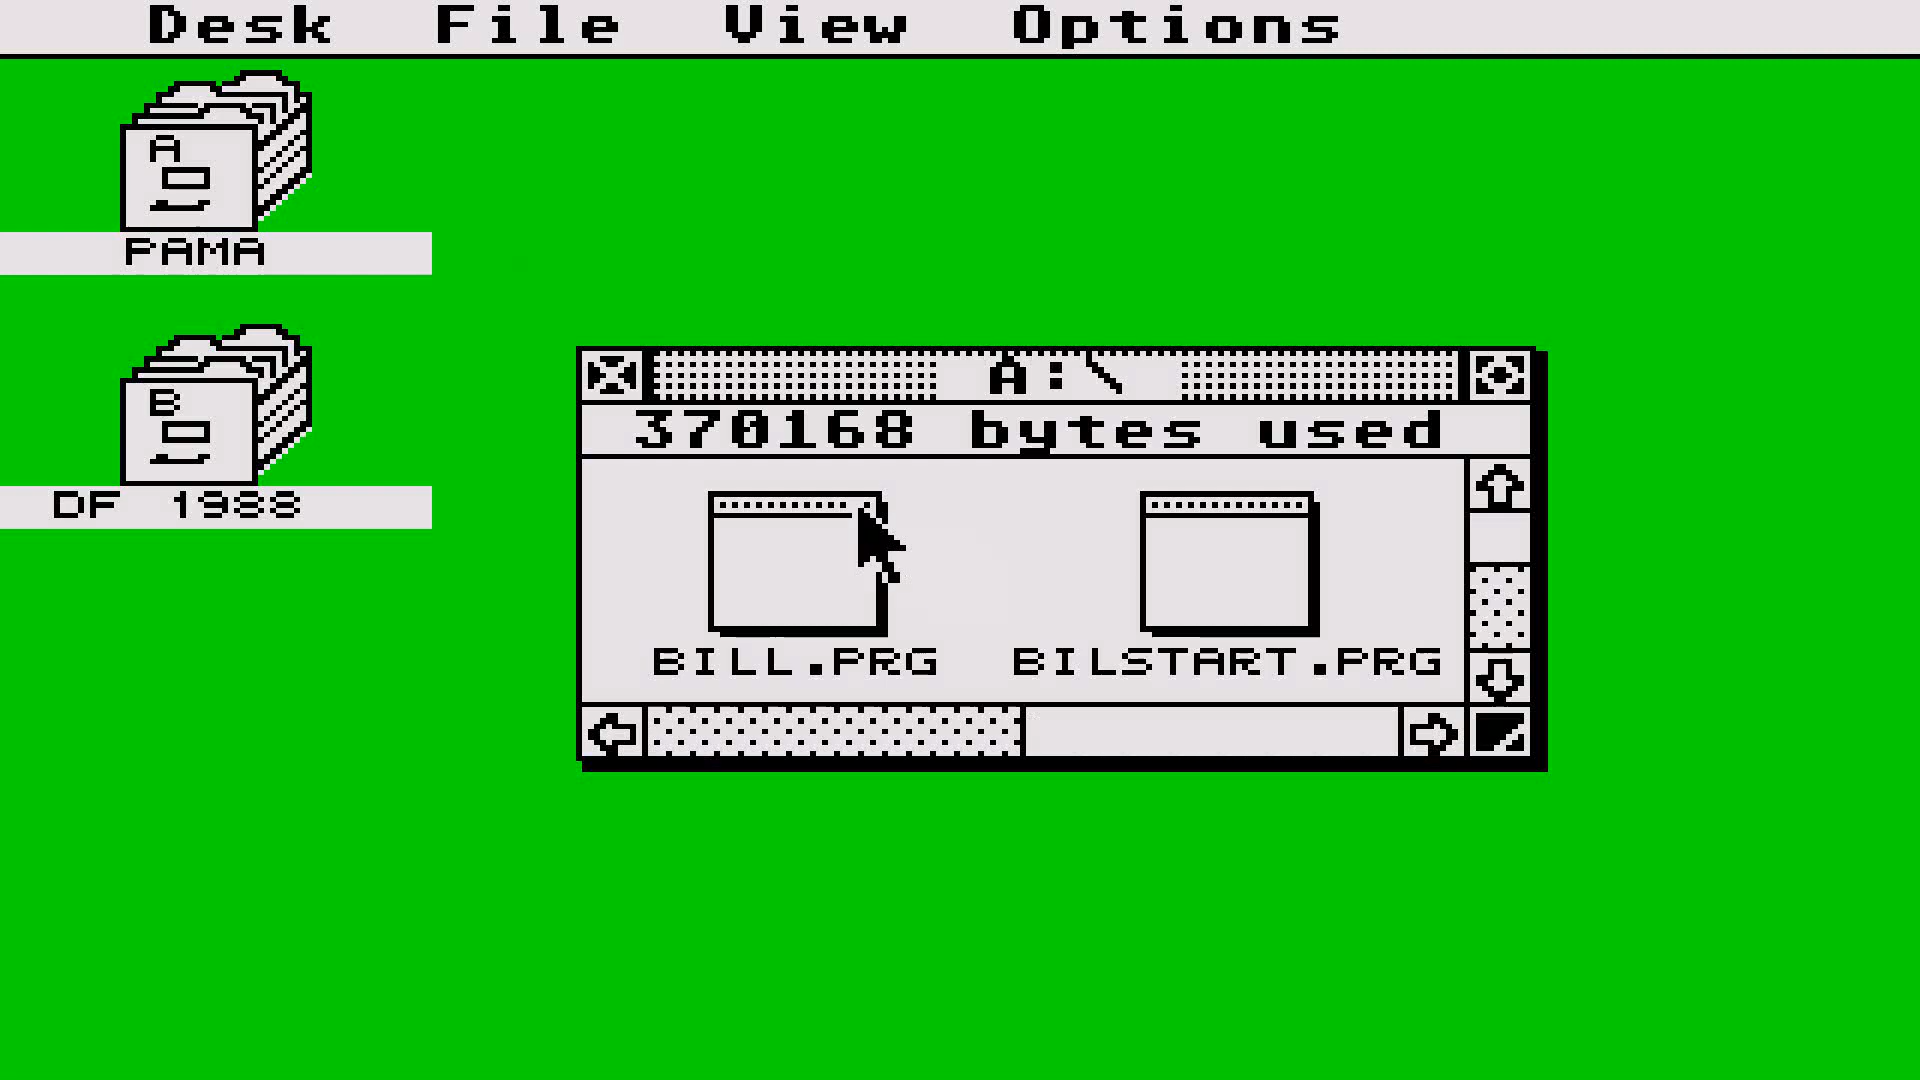 Desk File View Options
A
PAMA
B
DF 1988
A:\
370168 bytes used
BILL.PRG BILSTART.PRG